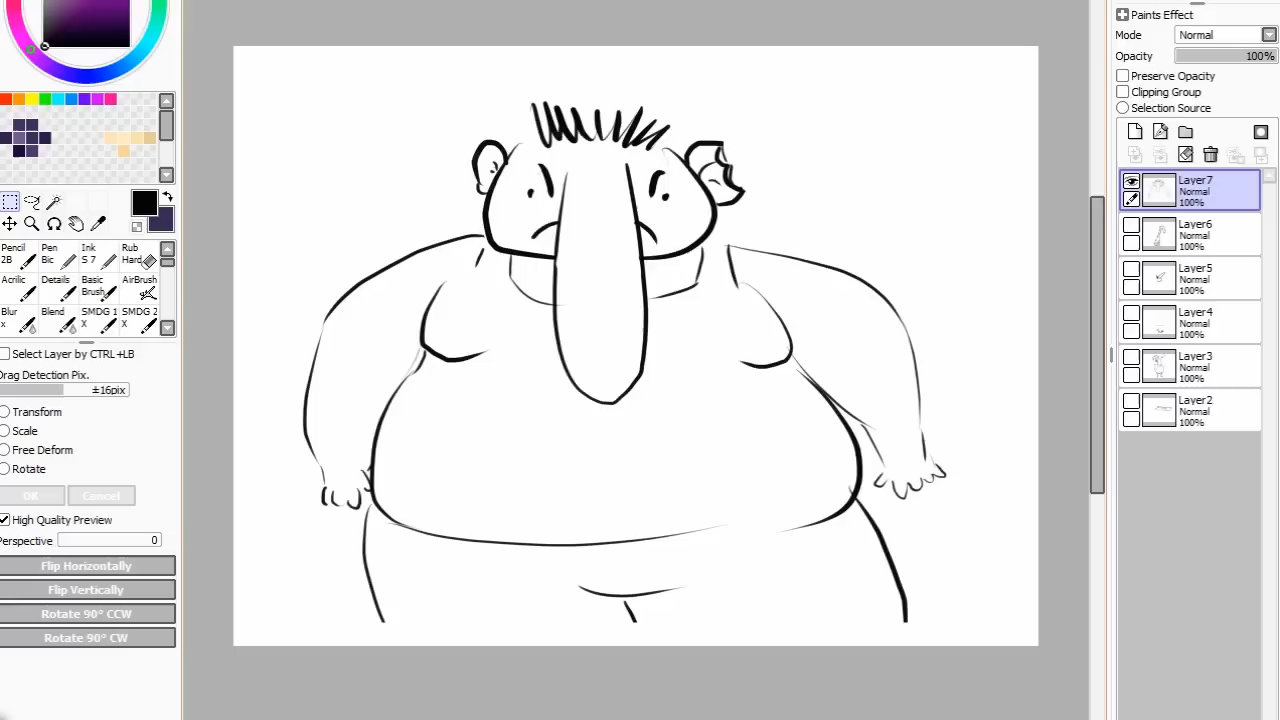 Paints Effect
Mode Normal
Opacity 100%
Preserve Opacity
Clipping Group
Selection Source
Layer7
Normal
100%
Layer6
Normal
100%
Layer5
Normal
100%
Layer4
Normal
100%
Layer3
Normal
100%
Layer2
Normal
100%
Pencil Pen Ink Rub
2B Bic S 7 Hard
Acrilic Details Basic AirBrush
Brush
Blur Blend SMDG 1 SMDG 2
x X X
Select Layer by CTRL+LB
Drag Detection Pix.
±16pix
Transform
Scale
Free Deform
Rotate
OK Cancel
High Quality Preview
Perspective 0
Flip Horizontally
Flip Vertically
Rotate 90° CCW
Rotate 90° CW